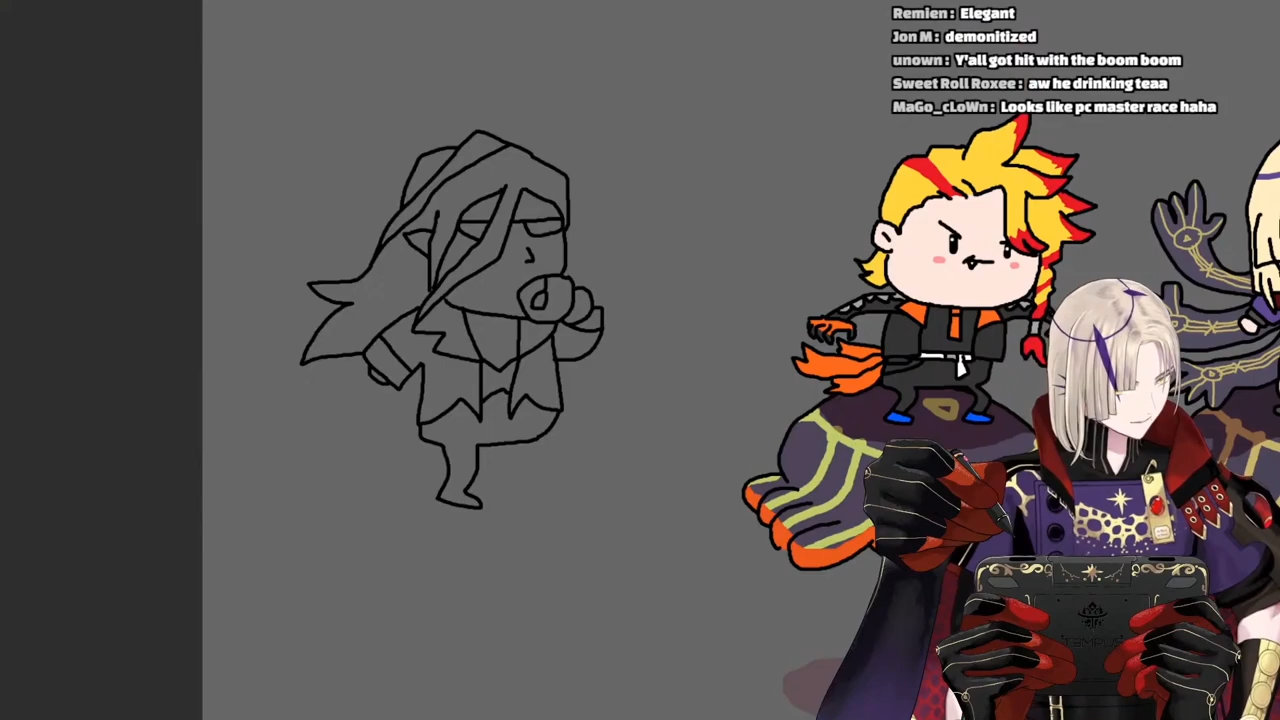 Remien : Elegant
Jon M : demonitized
unown : Y'all got hit with the boom boom
Sweet Roll Roxee : aw he drinking teaa
MaGo_cLoWn : Looks like pc master race haha
TEMPUS